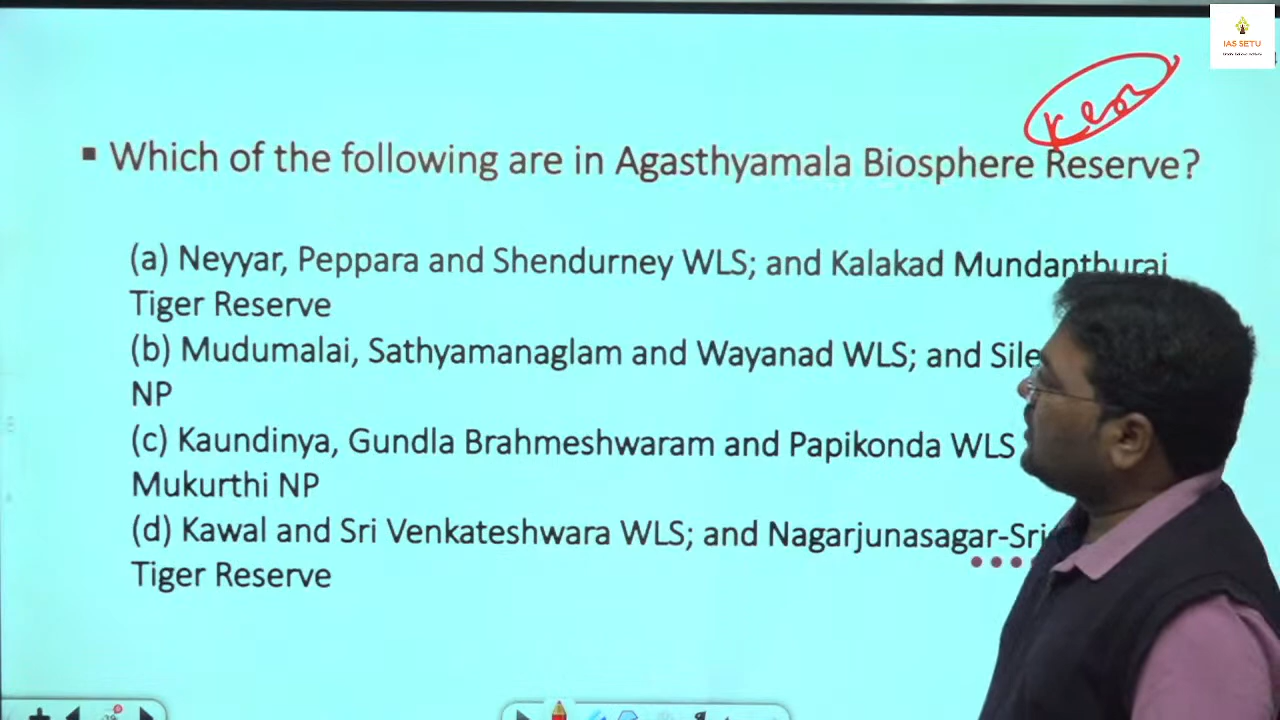 IAS SETU
▪ Which of the following are in Agasthyamala Biosphere Reserve?
(a) Neyyar, Peppara and Shendurney WLS; and Kalakad Mundanthurai
Tiger Reserve
(b) Mudumalai, Sathyamanaglam and Wayanad WLS; and Sile
NP
(c) Kaundinya, Gundla Brahmeshwaram and Papikonda WLS
Mukurthi NP
(d) Kawal and Sri Venkateshwara WLS; and Nagarjunasagar-Sri
Tiger Reserve